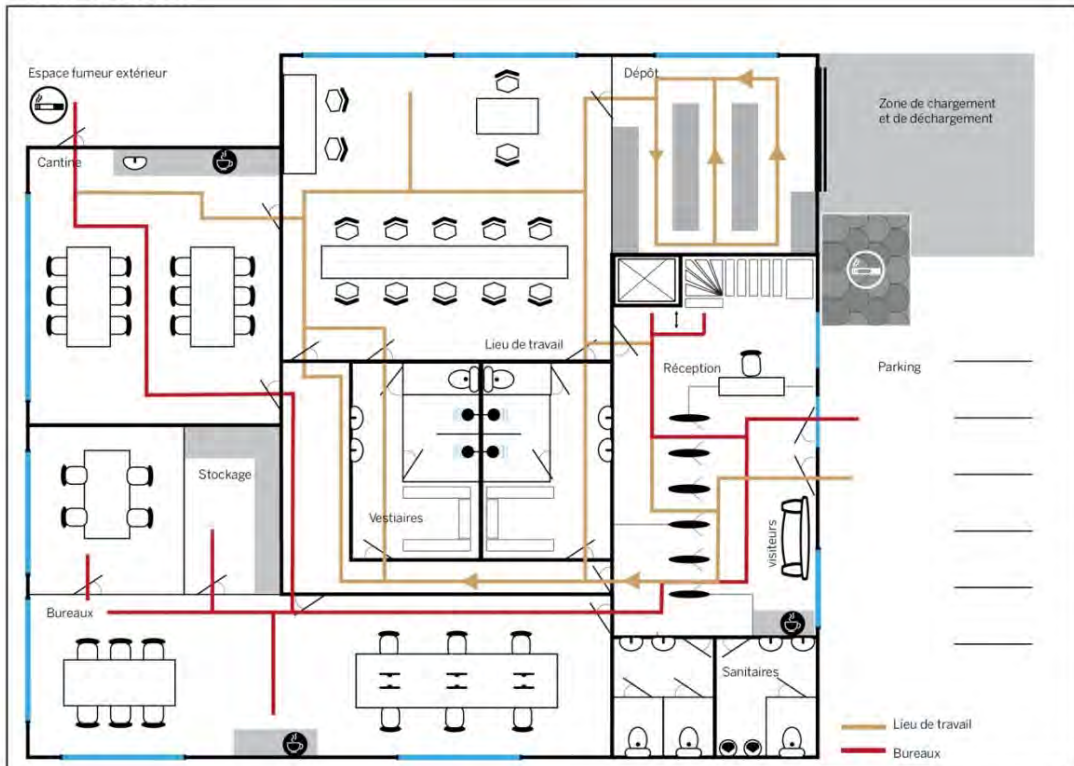 Espace fumeur extérieur
Dépôt
Zone de chargement
et de déchargement
Cantine
Lieu de travail
Réception
Parking
Stockage
Vestiaires
visiteurs
Bureaux
Sanitaires
Lieu de travail
Bureaux